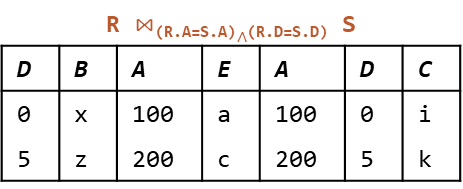 R ⋈(R.A=S.A)∧(R.D=S.D) S
D B A E A D C
0 x 100 a 100 0 i
5 z 200 c 200 5 k